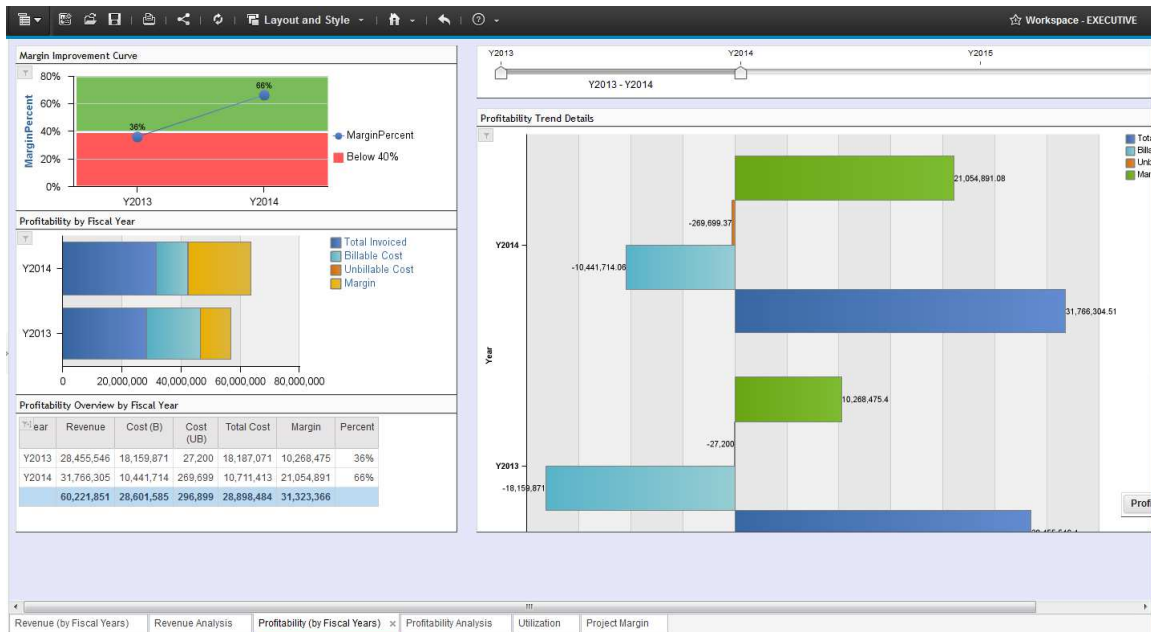 Layout and Style
Workspace - EXECUTIVE
Margin Improvement Curve
80%
60%
40%
20%
0%
MarginPercent
36%
66%
Y2013
Y2014
MarginPercent
Below 40%
Profitability by Fiscal Year
Y2014
Y2013
0
20,000,000
40,000,000
60,000,000
80,000,000
Total Invoiced
Billable Cost
Unbillable Cost
Margin
Profitability Overview by Fiscal Year
ear Revenue Cost (B) Cost (UB) Total Cost Margin Percent
Y2013 28,455,546 18,159,871 27,200 18,187,071 10,268,475 36%
Y2014 31,766,305 10,441,714 269,699 10,711,413 21,054,891 66%
60,221,851 28,601,585 296,899 28,898,484 31,323,366
Y2013
Y2014
Y2015
Y2013 - Y2014
Profitability Trend Details
Year
Y2014
21,054,891.08
-269,699.37
-10,441,714.06
31,766,304.51
Y2013
10,268,475.4
-27,200
-18,159,871
Tota
Billa
Unb
Mar
Profi
Revenue (by Fiscal Years)
Revenue Analysis
Profitability (by Fiscal Years)
Profitability Analysis
Utilization
Project Margin